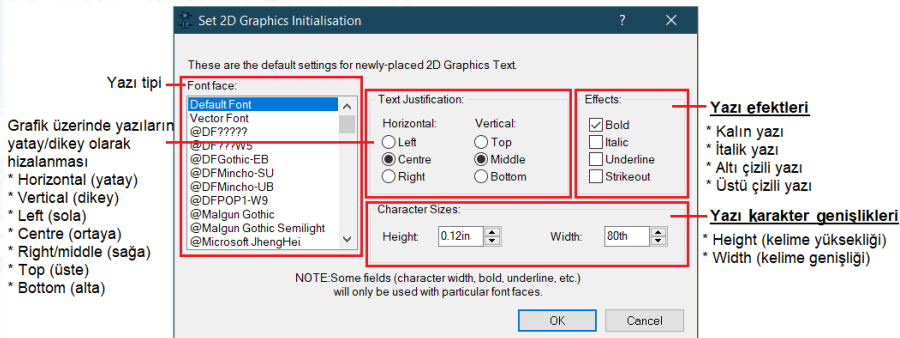 Set 2D Graphics Initialisation
These are the default settings for newly-placed 2D Graphics Text.
Yazı tipi
Font face:
Default Font
Vector Font
@DF?????
@DF???W5
@DFGothic-EB
@DFMincho-SU
@DFMincho-UB
@DFPOP1-W9
@Malgun Gothic
@Malgun Gothic Semilight
@Microsoft JhengHei
Grafik üzerinde yazıların
yatay/dikey olarak
hizalanması
* Horizontal (yatay)
* Vertical (dikey)
* Left (sola)
* Centre (ortaya)
* Right/middle (sağa)
* Top (üste)
* Bottom (alta)
Text Justification:
Horizontal: Vertical:
Left Top
Centre Middle
Right Bottom
Effects:
Bold
Italic
Underline
Strikeout
Yazı efektleri
* Kalın yazı
* İtalik yazı
* Altı çizili yazı
* Üstü çizili yazı
Character Sizes:
Height: 0.12in Width: 80th
Yazı karakter genişlikleri
* Height (kelime yüksekliği)
* Width (kelime genişliği)
NOTE:Some fields (character width, bold, underline, etc.)
will only be used with particular font faces.
OK Cancel